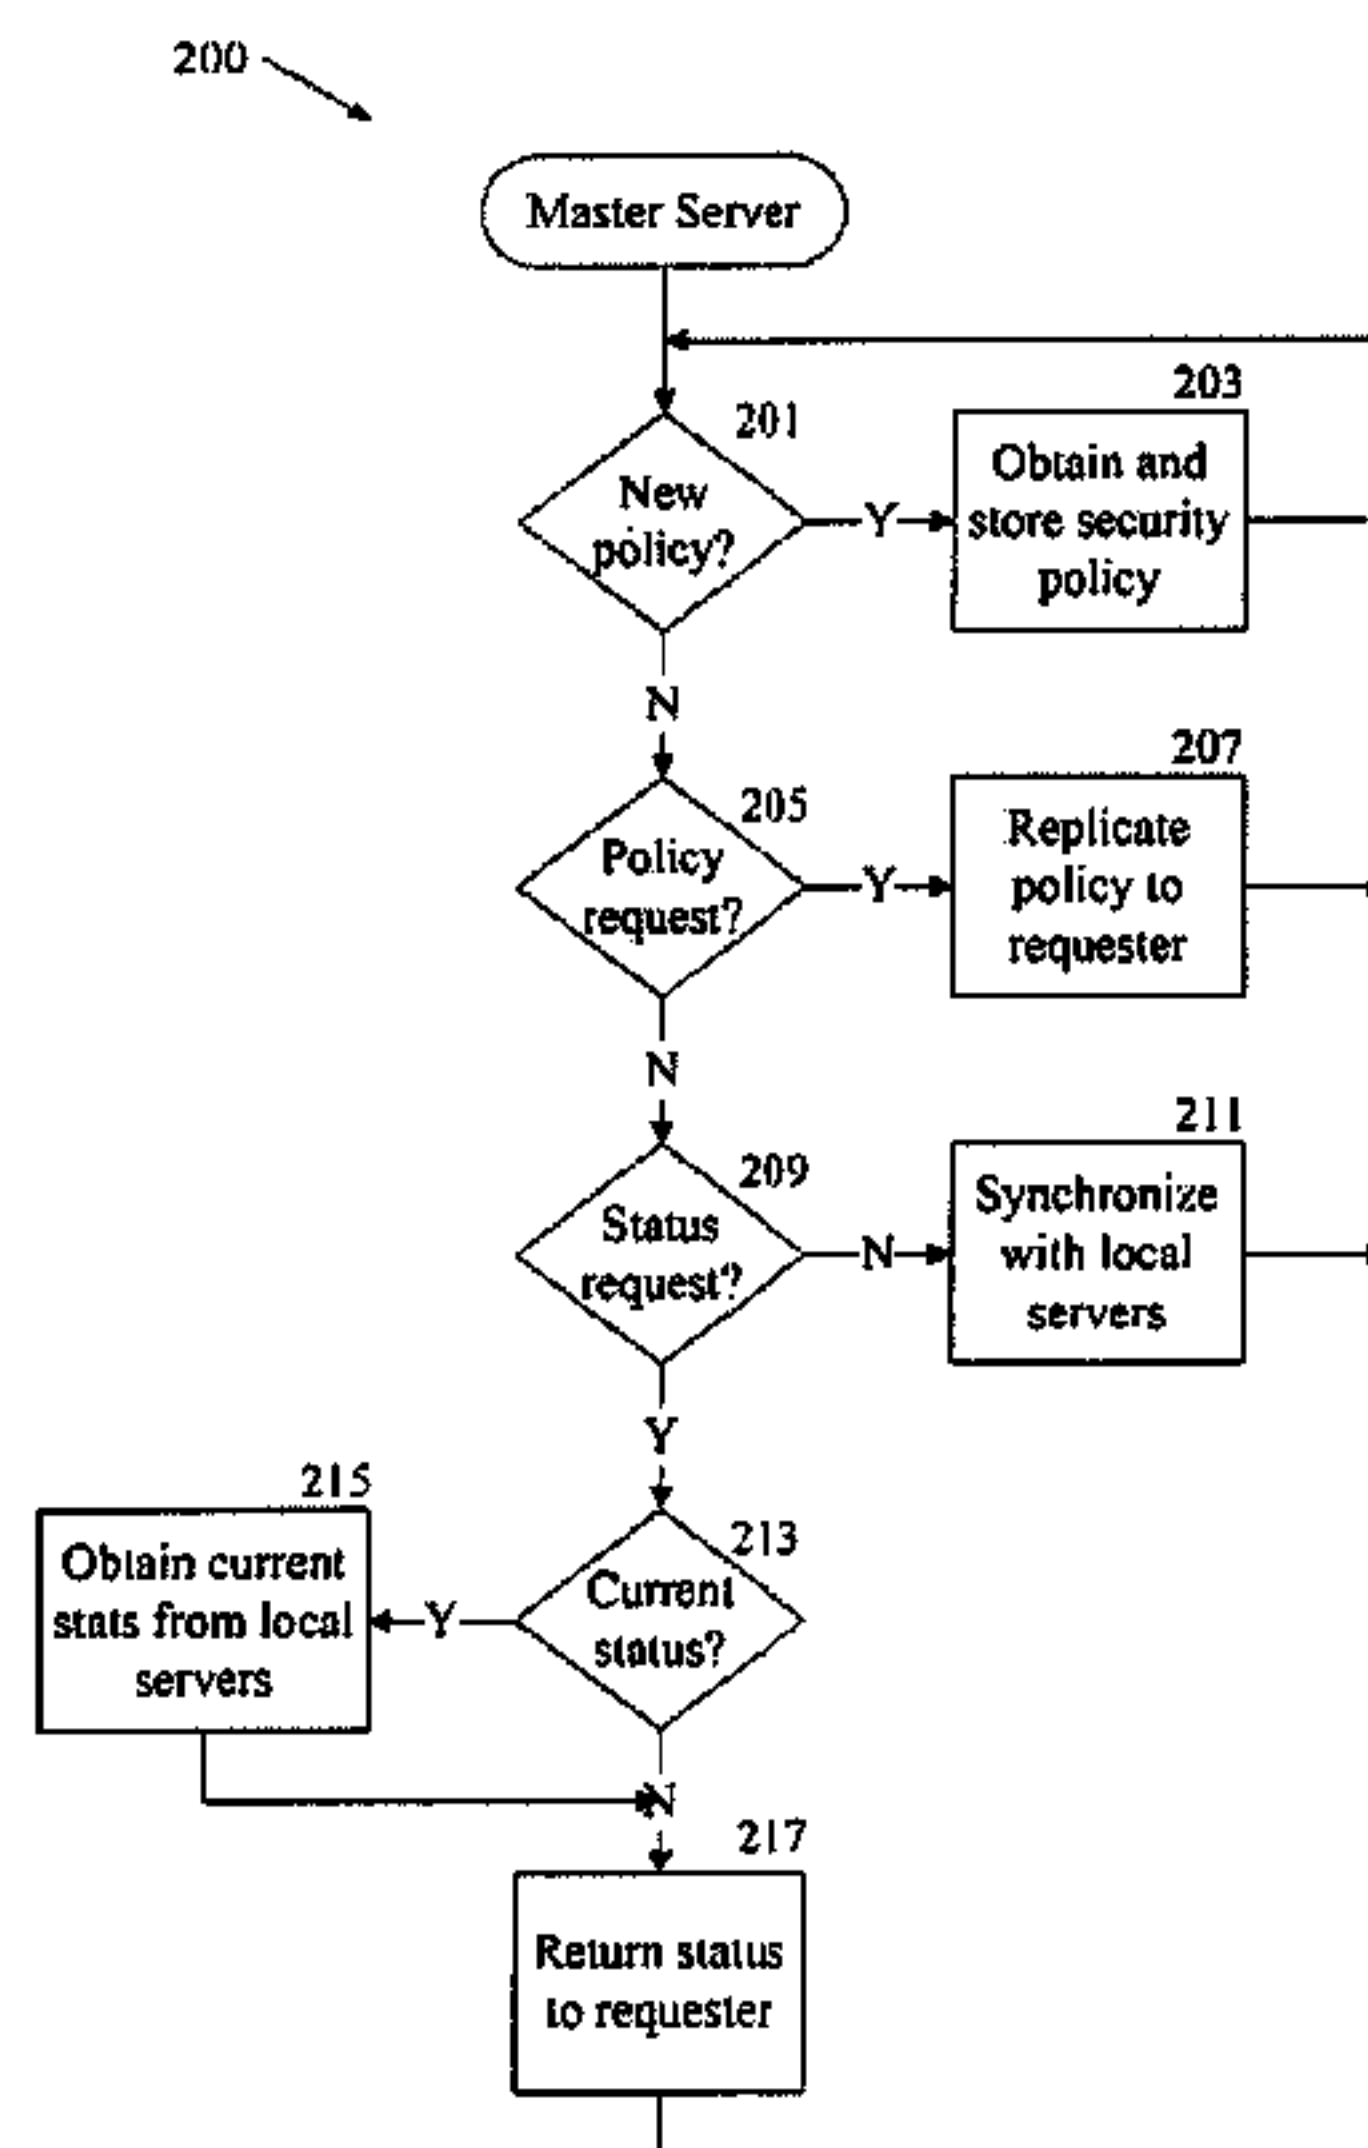 200
Master Server
203
201
New
policy?
Y
Obtain and
store security
policy
N
207
205
Policy
request?
Y
Replicate
policy to
requester
N
211
209
Status
request?
N
Synchronize
with local
servers
Y
215
213
Obtain current
stats from local
servers
Y
Current
status?
N
217
Return status
to requester